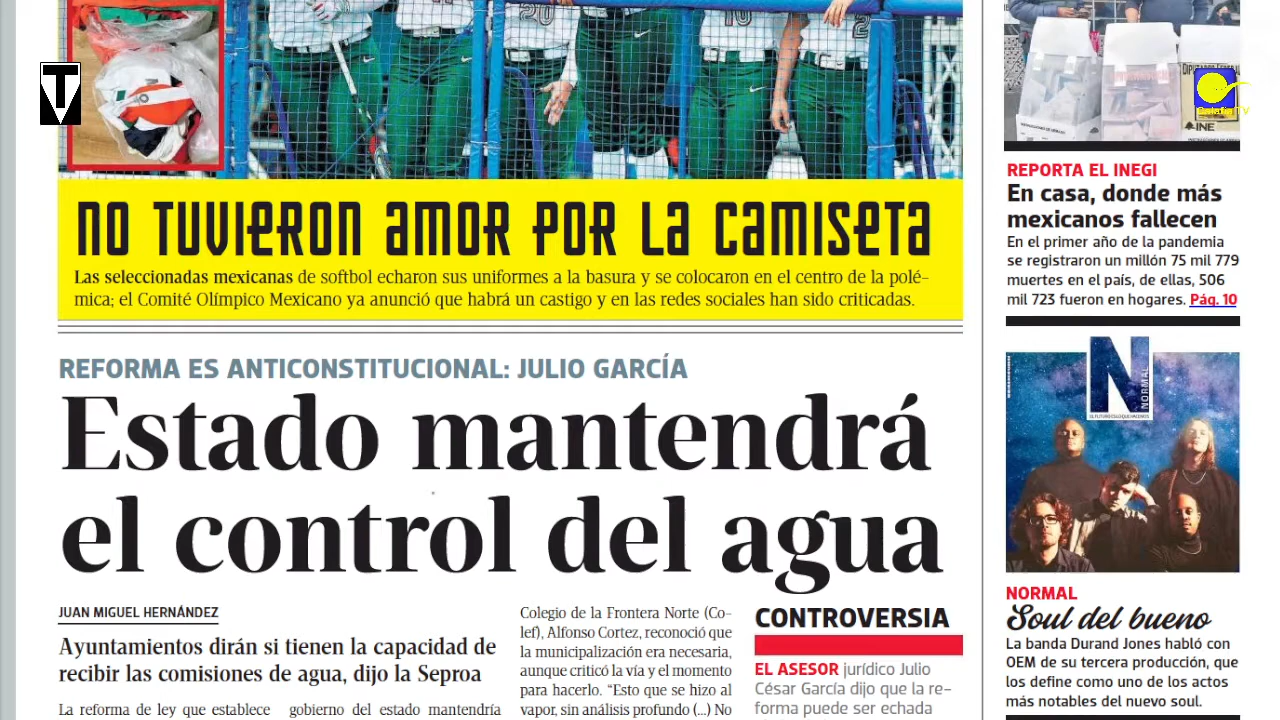 NO TUVIERON AMOR POR LA CAMISETA
Las seleccionadas mexicanas de softbol echaron sus uniformes a la basura y se colocaron en el centro de la polé-
mica; el Comité Olímpico Mexicano ya anunció que habrá un castigo y en las redes sociales han sido criticadas.
REFORMA ES ANTICONSTITUCIONAL: JULIO GARCÍA
Estado mantendrá
el control del agua
JUAN MIGUEL HERNÁNDEZ
Ayuntamientos dirán si tienen la capacidad de
recibir las comisiones de agua, dijo la Seproa
La reforma de ley que establece
gobierno del estado mantendría
Colegio de la Frontera Norte (Co-
lef), Alfonso Cortez, reconoció que
la municipalización era necesaria,
aunque criticó la vía y el momento
para hacerlo. "Esto que se hizo al
vapor, sin análisis profundo (...) No
CONTROVERSIA
EL ASESOR jurídico Julio
César García dijo que la re-
forma puede ser echada
INE
REPORTA EL INEGI
En casa, donde más
mexicanos fallecen
En el primer año de la pandemia
se registraron un millón 75 mil 779
muertes en el país, de ellas, 506
mil 723 fueron en hogares. Pág. 10
N
NORMAL
NORMAL
Soul del bueno
La banda Durand Jones habló con
OEM de su tercera producción, que
los define como uno de los actos
más notables del nuevo soul.